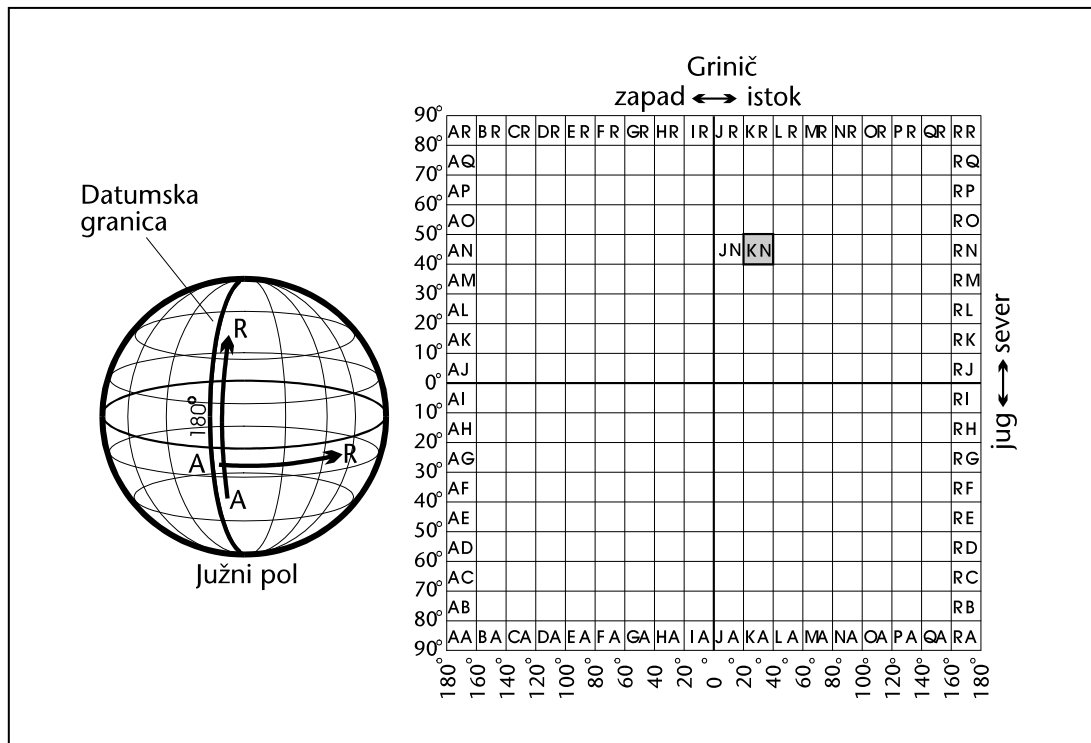 Grinič
zapad istok
Datumska
granica
R
180°
A
R
A
Južni pol
90° AR BR CR DR ER FR GR HR IR JR KR LR MR NR OR PR QR RR
80°
AQ RQ
70°
AP RP
60°
AO RO
50°
AN JN KN RN
40°
AM RM
30°
AL RL
20°
AK RK
10°
AJ RJ
0°
AI RI
10°
AH RH
20°
AG RG
30°
AF RF
40°
AE RE
50°
AD RD
60°
AC RC
70°
AB RB
80°
AA BA CA DA EA FA GA HA IA JA KA LA MA NA OA PA QA RA
90°
180° 160° 140° 120° 100° 80° 60° 40° 20° 0° 20° 40° 60° 80° 100° 120° 140° 160° 180°
jug sever